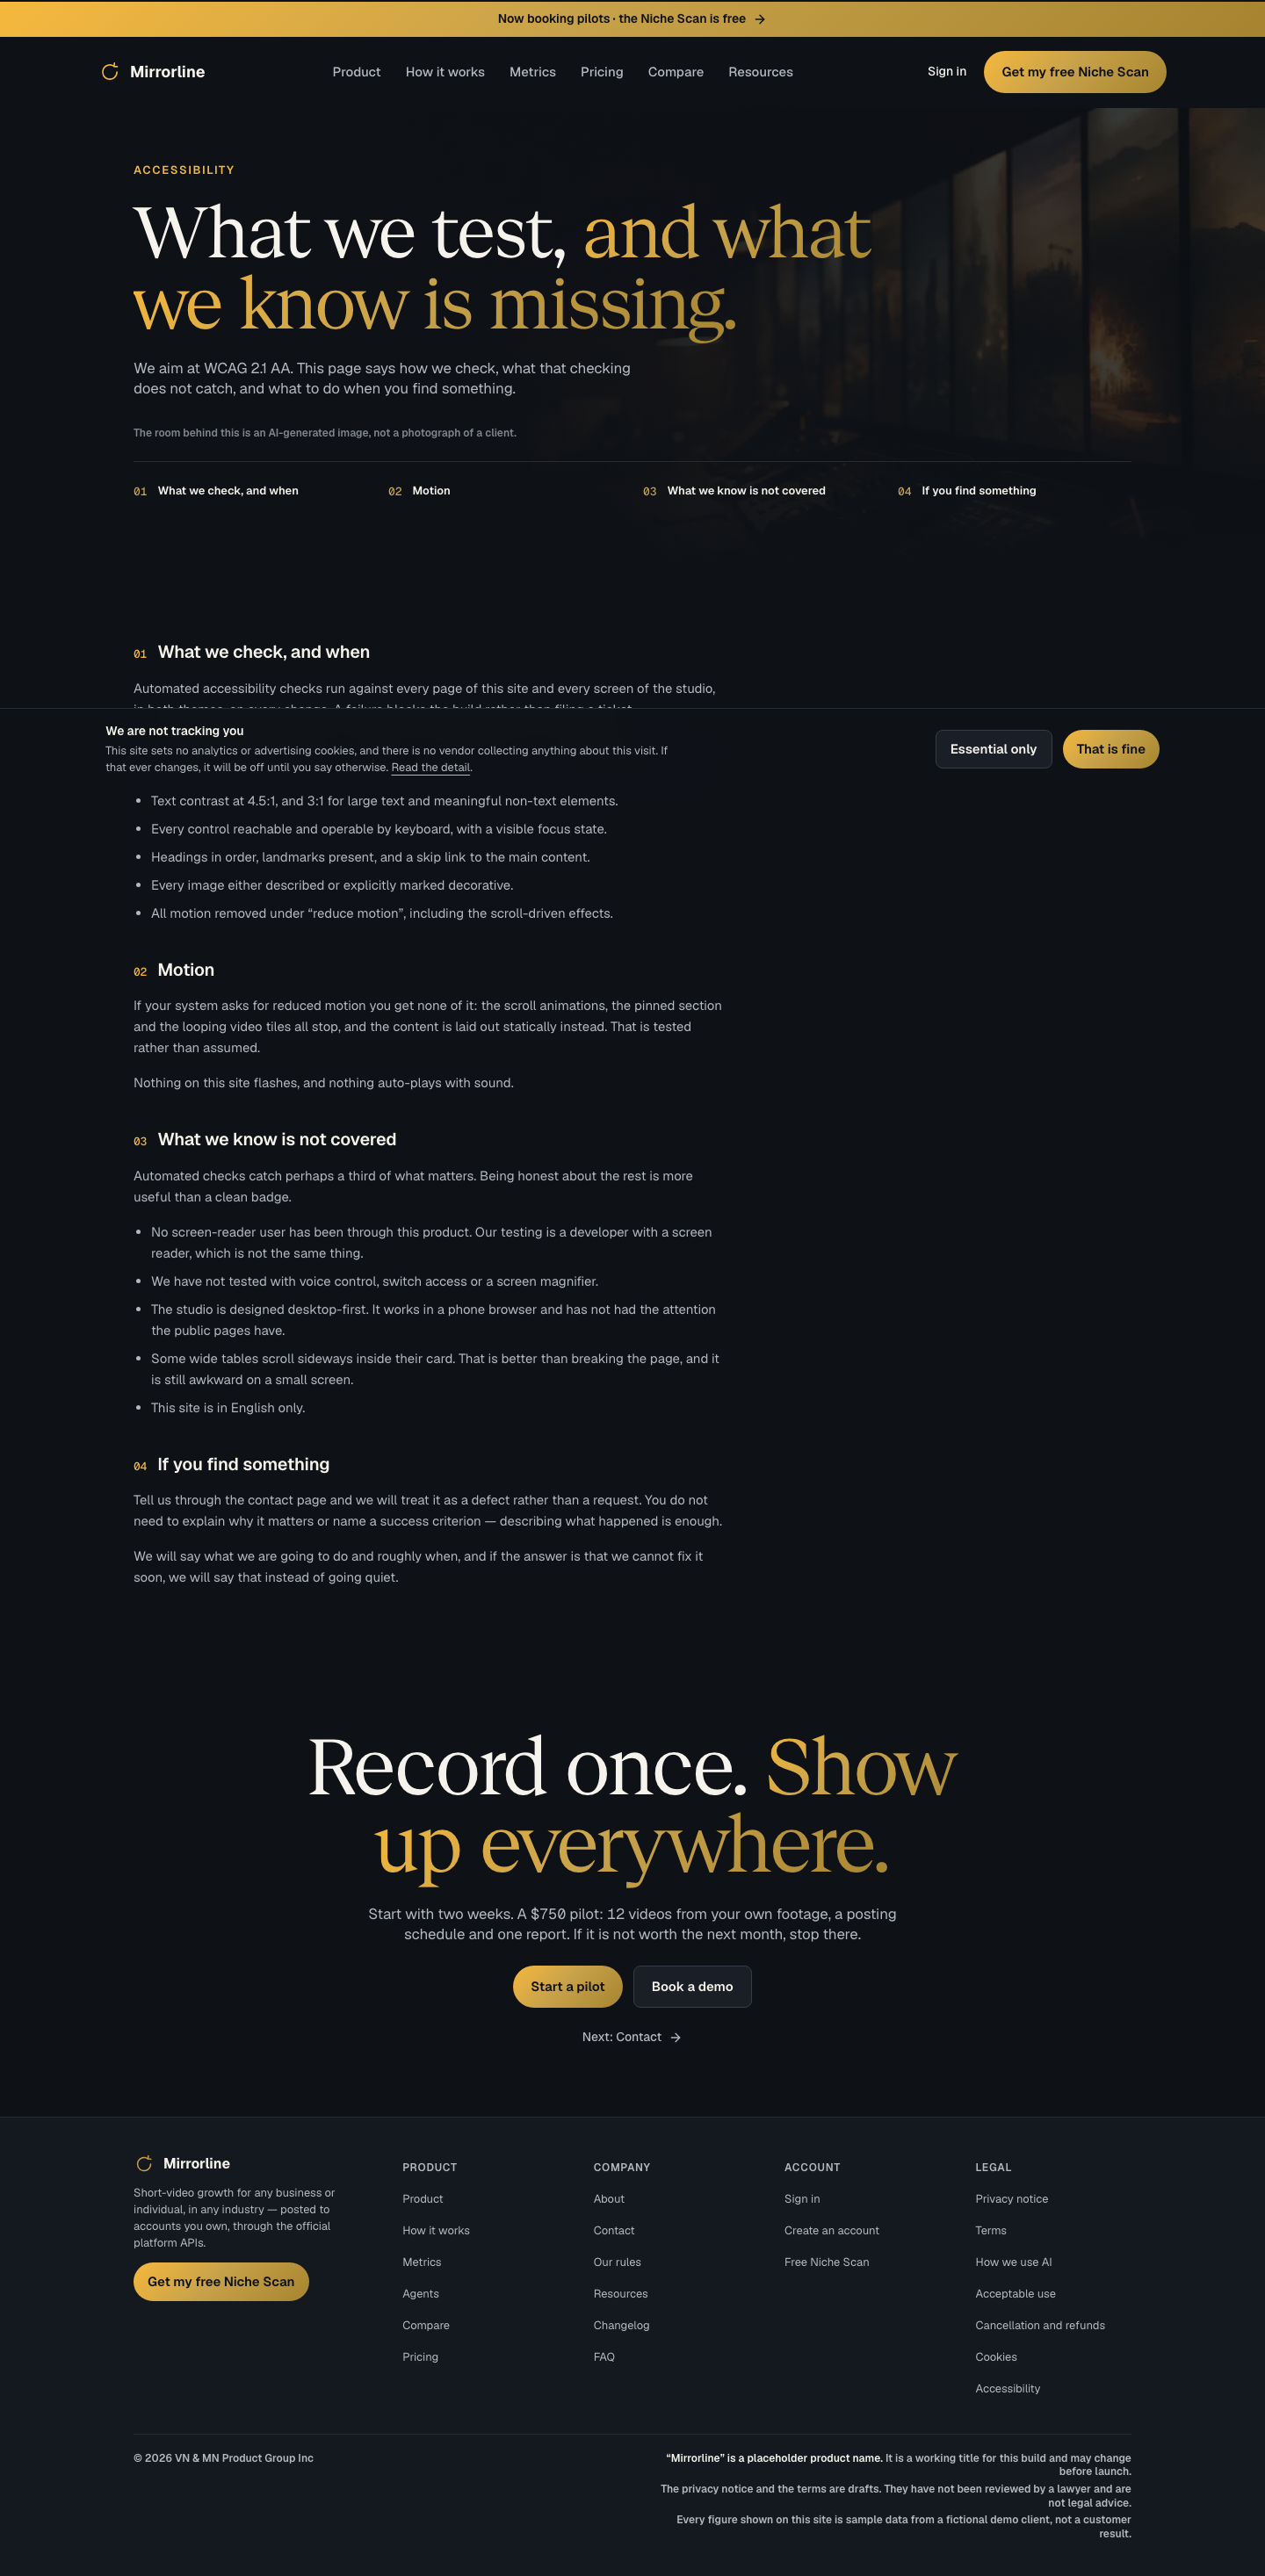 Now booking pilots · the Niche Scan is free →
Mirrorline
Product
How it works
Metrics
Pricing
Compare
Resources
Sign in
Get my free Niche Scan
ACCESSIBILITY
What we test, and what
we know is missing.
We aim at WCAG 2.1 AA. This page says how we check, what that checking
does not catch, and what to do when you find something.
The room behind this is an AI-generated image, not a photograph of a client.
01 What we check, and when
02 Motion
03 What we know is not covered
04 If you find something
01 What we check, and when
Automated accessibility checks run against every page of this site and every screen of the studio,
in both themes, on every change. A failure blocks the build rather than filing a ticket.
We are not tracking you
This site sets no analytics or advertising cookies, and there is no vendor collecting anything about this visit. If
that ever changes, it will be off until you say otherwise. Read the detail.
Essential only
That is fine
• Text contrast at 4.5:1, and 3:1 for large text and meaningful non-text elements.
• Every control reachable and operable by keyboard, with a visible focus state.
• Headings in order, landmarks present, and a skip link to the main content.
• Every image either described or explicitly marked decorative.
• All motion removed under “reduce motion”, including the scroll-driven effects.
02 Motion
If your system asks for reduced motion you get none of it: the scroll animations, the pinned section
and the looping video tiles all stop, and the content is laid out statically instead. That is tested
rather than assumed.
Nothing on this site flashes, and nothing auto-plays with sound.
03 What we know is not covered
Automated checks catch perhaps a third of what matters. Being honest about the rest is more
useful than a clean badge.
• No screen-reader user has been through this product. Our testing is a developer with a screen
reader, which is not the same thing.
• We have not tested with voice control, switch access or a screen magnifier.
• The studio is designed desktop-first. It works in a phone browser and has not had the attention
the public pages have.
• Some wide tables scroll sideways inside their card. That is better than breaking the page, and it
is still awkward on a small screen.
• This site is in English only.
04 If you find something
Tell us through the contact page and we will treat it as a defect rather than a request. You do not
need to explain why it matters or name a success criterion — describing what happened is enough.
We will say what we are going to do and roughly when, and if the answer is that we cannot fix it
soon, we will say that instead of going quiet.
Record once. Show
up everywhere.
Start with two weeks. A $750 pilot: 12 videos from your own footage, a posting
schedule and one report. If it is not worth the next month, stop there.
Start a pilot
Book a demo
Next: Contact →
Mirrorline
Short-video growth for any business or
individual, in any industry — posted to
accounts you own, through the official
platform APIs.
Get my free Niche Scan
PRODUCT
Product
How it works
Metrics
Agents
Compare
Pricing
COMPANY
About
Contact
Our rules
Resources
Changelog
FAQ
ACCOUNT
Sign in
Create an account
Free Niche Scan
LEGAL
Privacy notice
Terms
How we use AI
Acceptable use
Cancellation and refunds
Cookies
Accessibility
© 2026 VN & MN Product Group Inc
“Mirrorline” is a placeholder product name. It is a working title for this build and may change
before launch.
The privacy notice and the terms are drafts. They have not been reviewed by a lawyer and are
not legal advice.
Every figure shown on this site is sample data from a fictional demo client, not a customer
result.